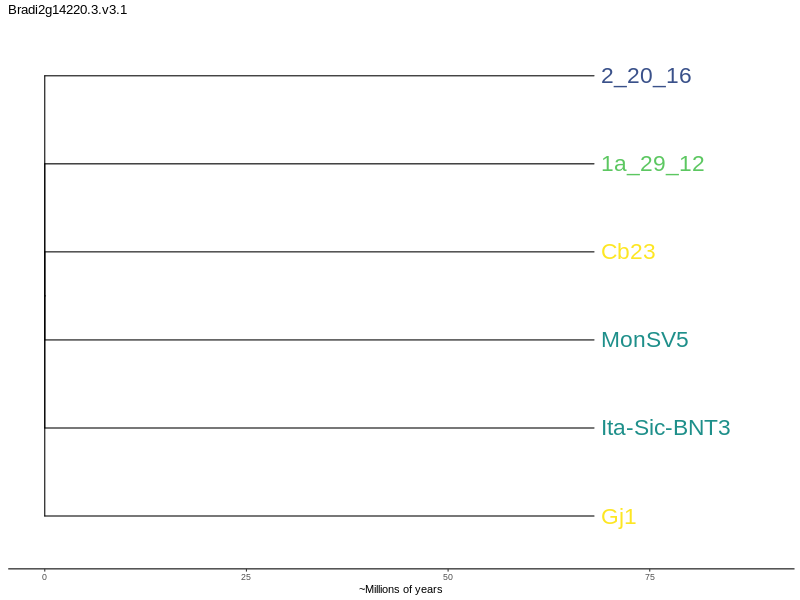 Bradi2g14220.3.v3.1
2_20_16
1a_29_12
Cb23
MonSV5
Ita-Sic-BNT3
Gj1
0 25 50 75
~Millions of years